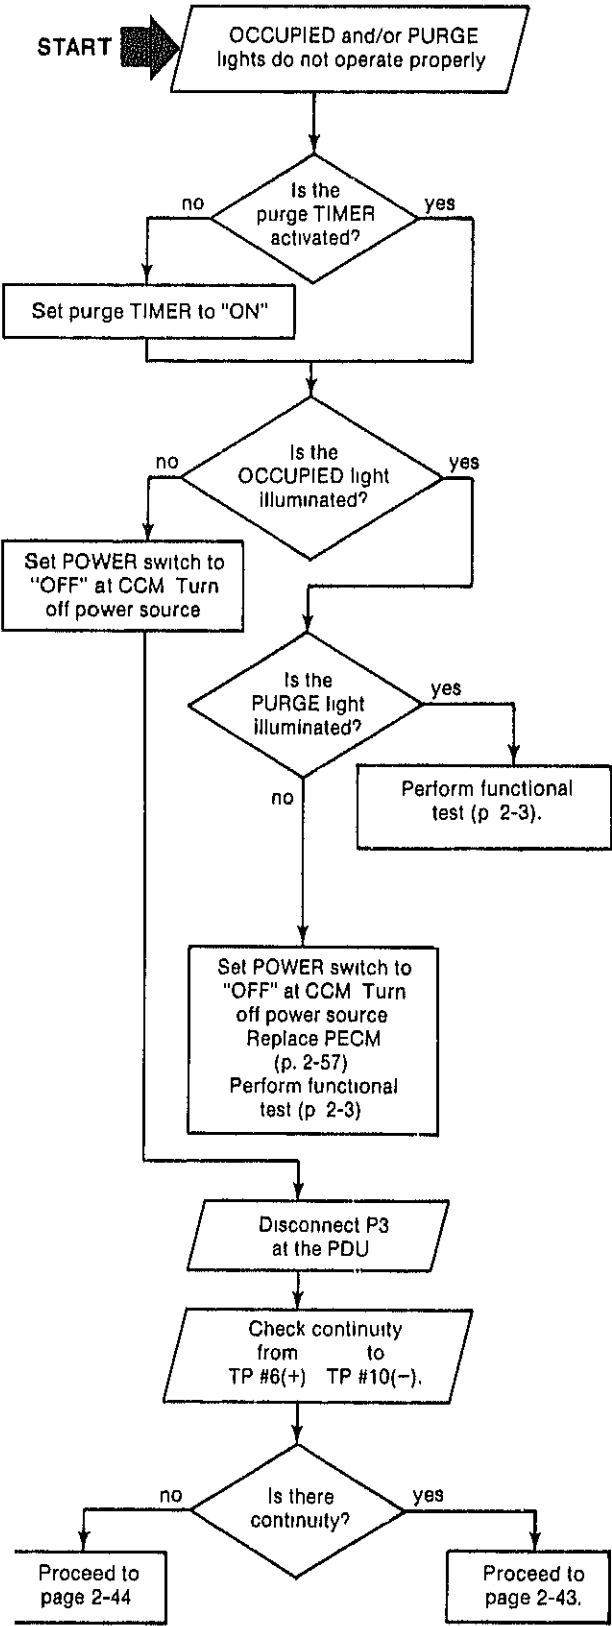 START
OCCUPIED and/or PURGE
lights do not operate properly
Is the
purge TIMER
activated?
no
yes
Set purge TIMER to "ON"
Is the
OCCUPIED light
illuminated?
no
yes
Set POWER switch to
"OFF" at CCM Turn
off power source
Is the
PURGE light
illuminated?
yes
no
Perform functional
test (p 2-3).
Set POWER switch to
"OFF" at CCM Turn
off power source
Replace PECM
(p. 2-57)
Perform functional
test (p 2-3)
Disconnect P3
at the PDU
Check continuity
from to
TP #6(+) TP #10(−).
Is there
continuity?
no
yes
Proceed to
page 2-44
Proceed to
page 2-43.